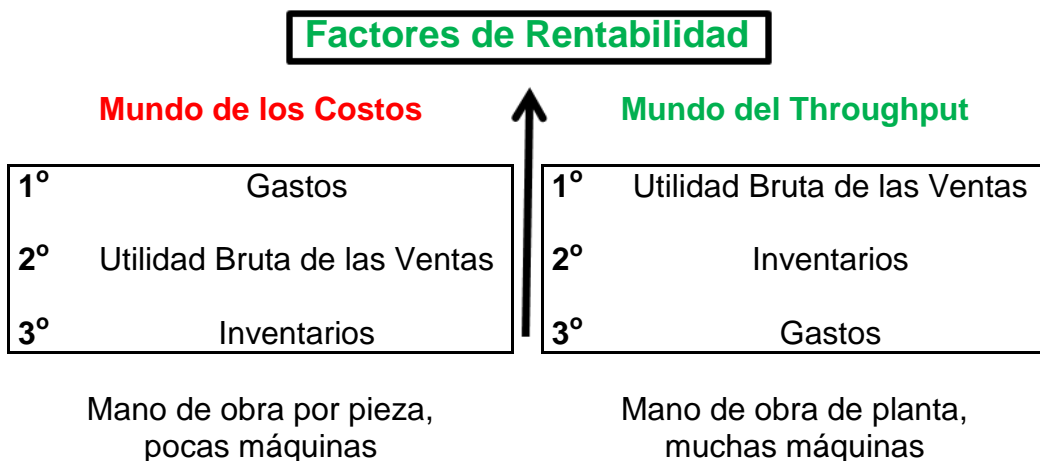 Factores de Rentabilidad
Mundo de los Costos
Mundo del Throughput
1º Gastos
2º Utilidad Bruta de las Ventas
3º Inventarios
1º Utilidad Bruta de las Ventas
2º Inventarios
3º Gastos
Mano de obra por pieza,
pocas máquinas
Mano de obra de planta,
muchas máquinas